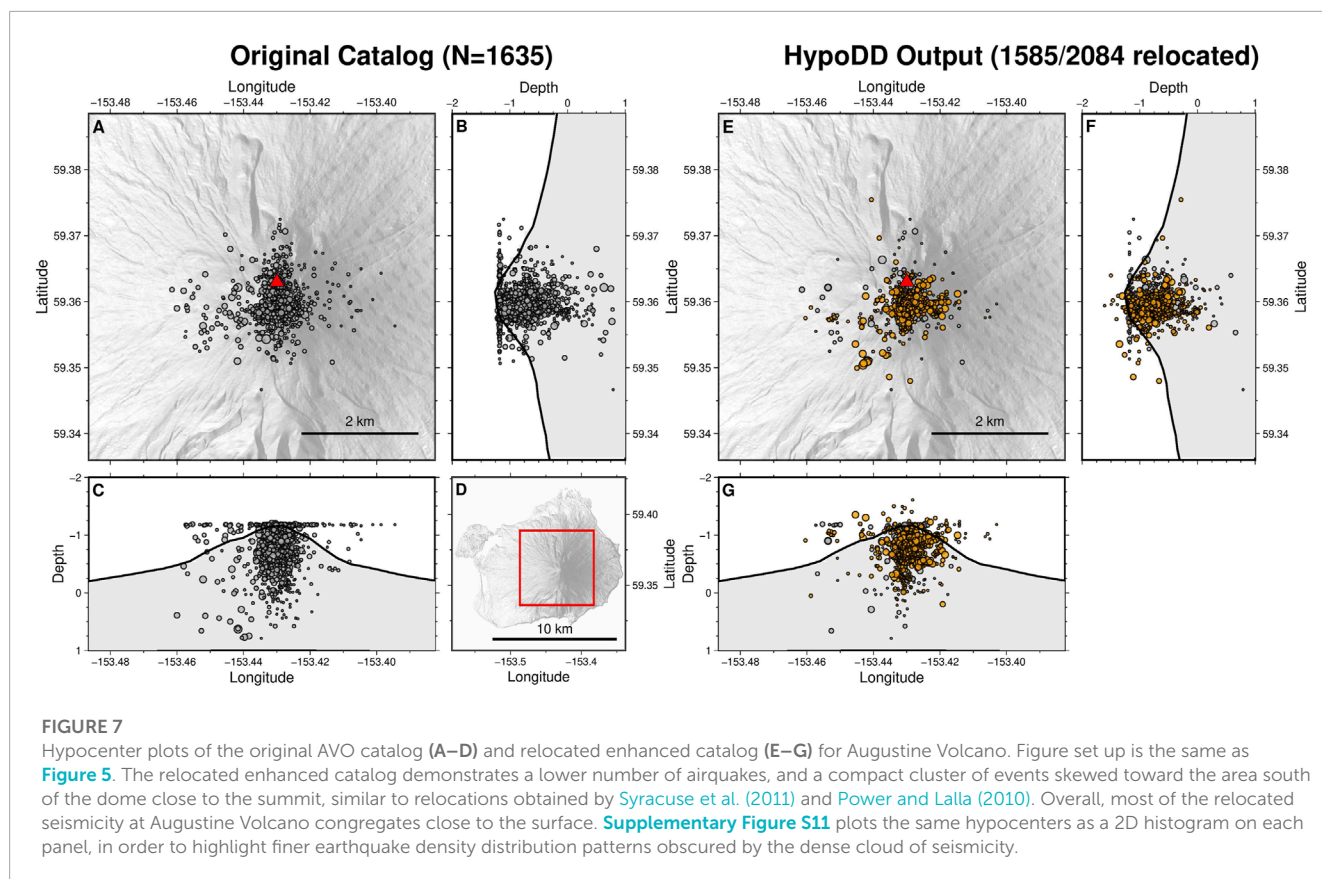 Original Catalog (N=1635)
HypoDD Output (1585/2084 relocated)
Longitude
Depth
Longitude
Depth
−153.48 −153.46 −153.44 −153.42 −153.40
−2 −1 0 1
−153.48 −153.46 −153.44 −153.42 −153.40
−2 −1 0 1
A
B
E
F
59.38
59.38
59.38
59.38
59.37
59.37
59.37
59.37
Latitude
59.36
59.36
Latitude
Latitude
59.36
59.36
Latitude
59.35
59.35
59.35
59.35
2 km
2 km
59.34
59.34
59.34
59.34
−2
C
−2
D
59.40
−2
G
−2
−1
−1
−1
−1
Depth
0
0
59.35
Latitude
Depth
0
0
10 km
1
1
1
1
−153.48 −153.46 −153.44 −153.42 −153.40
−153.5 −153.4
−153.48 −153.46 −153.44 −153.42 −153.40
Longitude
Longitude
Longitude
FIGURE 7
Hypocenter plots of the original AVO catalog (A–D) and relocated enhanced catalog (E–G) for Augustine Volcano. Figure set up is the same as
Figure 5. The relocated enhanced catalog demonstrates a lower number of airquakes, and a compact cluster of events skewed toward the area south
of the dome close to the summit, similar to relocations obtained by Syracuse et al. (2011) and Power and Lalla (2010). Overall, most of the relocated
seismicity at Augustine Volcano congregates close to the surface. Supplementary Figure S11 plots the same hypocenters as a 2D histogram on each
panel, in order to highlight finer earthquake density distribution patterns obscured by the dense cloud of seismicity.